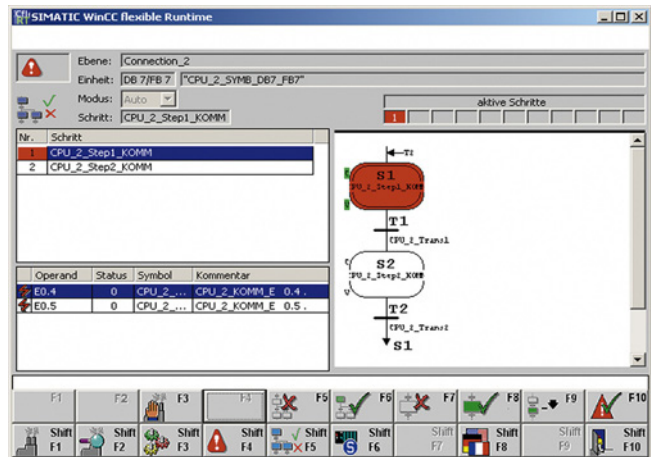 SIMATIC WinCC flexible Runtime
Ebene: Connection_2
Einheit: DB 7/FB 7 "CPU_2_SYMB_DB7_FB7"
Modus: Auto
aktive Schritte
Schritt: CPU_2_Step1_KOMM
1
Nr. Schritt
1 CPU_2_Step1_KOMM
2 CPU_2_Step2_KOMM
T2
S1
CPU_2_Step1_KOMM
T1
CPU_2_Trans1
S2
CPU_2_Step2_KOMM
T2
CPU_2_Trans2
S1
Operand Status Symbol Kommentar
E0.4 0 CPU_2_... CPU_2_KOMM_E 0.4.
E0.5 0 CPU_2_... CPU_2_KOMM_E 0.5.
F1 F2 F3 F4 F5 F6 F7 F8 F9 F10
Shift F1 Shift F2 Shift F3 Shift F4 Shift F5 Shift F6 Shift F7 Shift F8 Shift F9 Shift F10